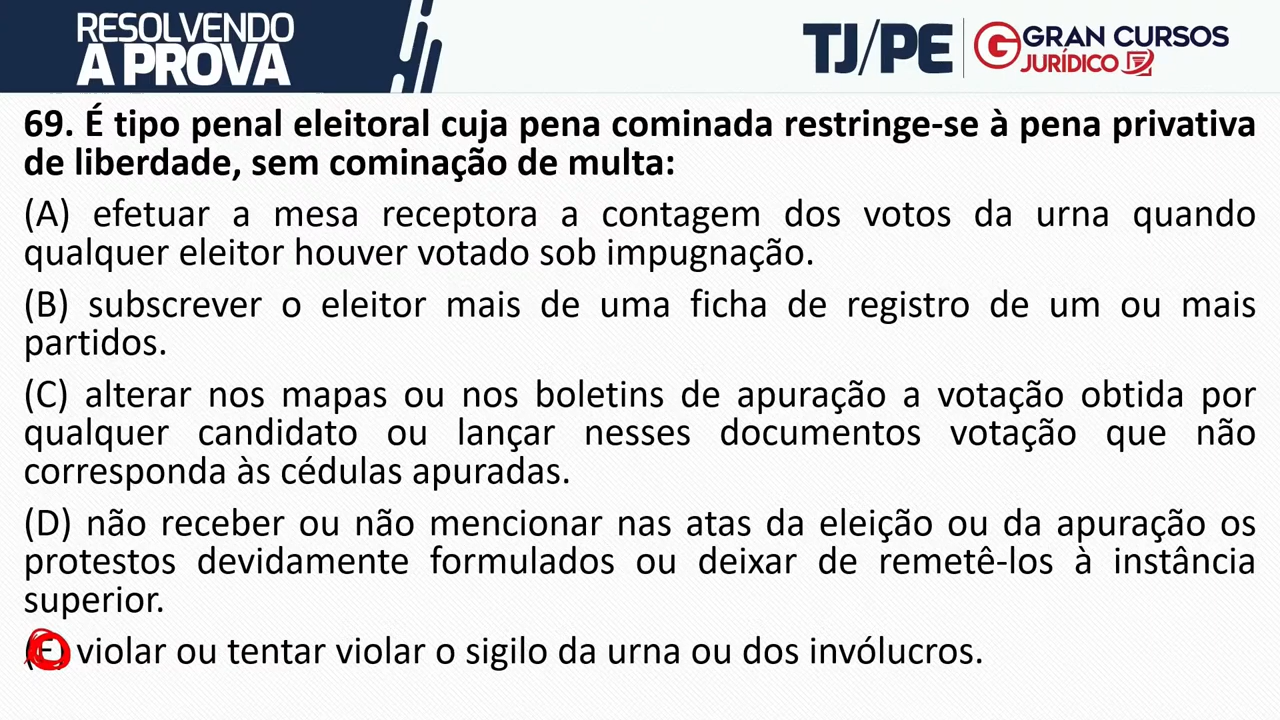 RESOLVENDO
A PROVA
TJ/PE
GRAN CURSOS
JURÍDICO
69. É tipo penal eleitoral cuja pena cominada restringe-se à pena privativa
de liberdade, sem cominação de multa:
(A) efetuar a mesa receptora a contagem dos votos da urna quando
qualquer eleitor houver votado sob impugnação.
(B) subscrever o eleitor mais de uma ficha de registro de um ou mais
partidos.
(C) alterar nos mapas ou nos boletins de apuração a votação obtida por
qualquer candidato ou lançar nesses documentos votação que não
corresponda às cédulas apuradas.
(D) não receber ou não mencionar nas atas da eleição ou da apuração os
protestos devidamente formulados ou deixar de remetê-los à instância
superior.
(E) violar ou tentar violar o sigilo da urna ou dos invólucros.